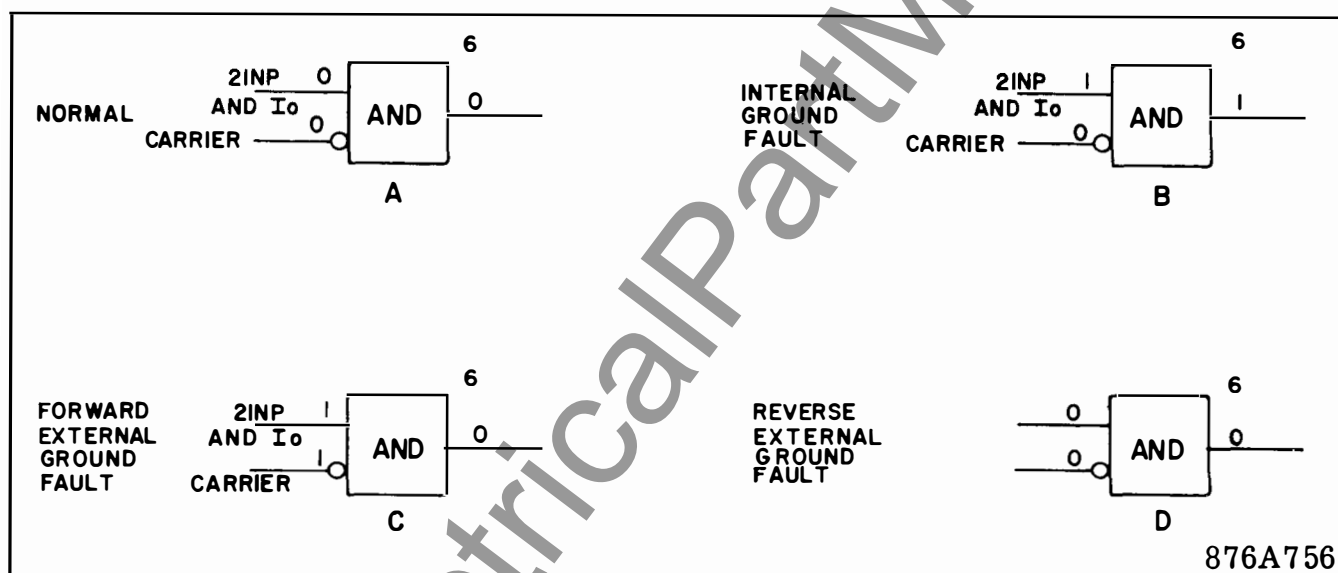 6
2INP 0
AND Io
NORMAL
0
CARRIER
AND
0
A
6
INTERNAL
GROUND
FAULT
2INP 1
AND Io
0
CARRIER
AND
1
B
6
FORWARD
EXTERNAL
GROUND
FAULT
2INP 1
AND Io
1
CARRIER
AND
0
C
6
REVERSE
EXTERNAL
GROUND
FAULT
0
0
AND
0
D
876A756
ctricalPartM